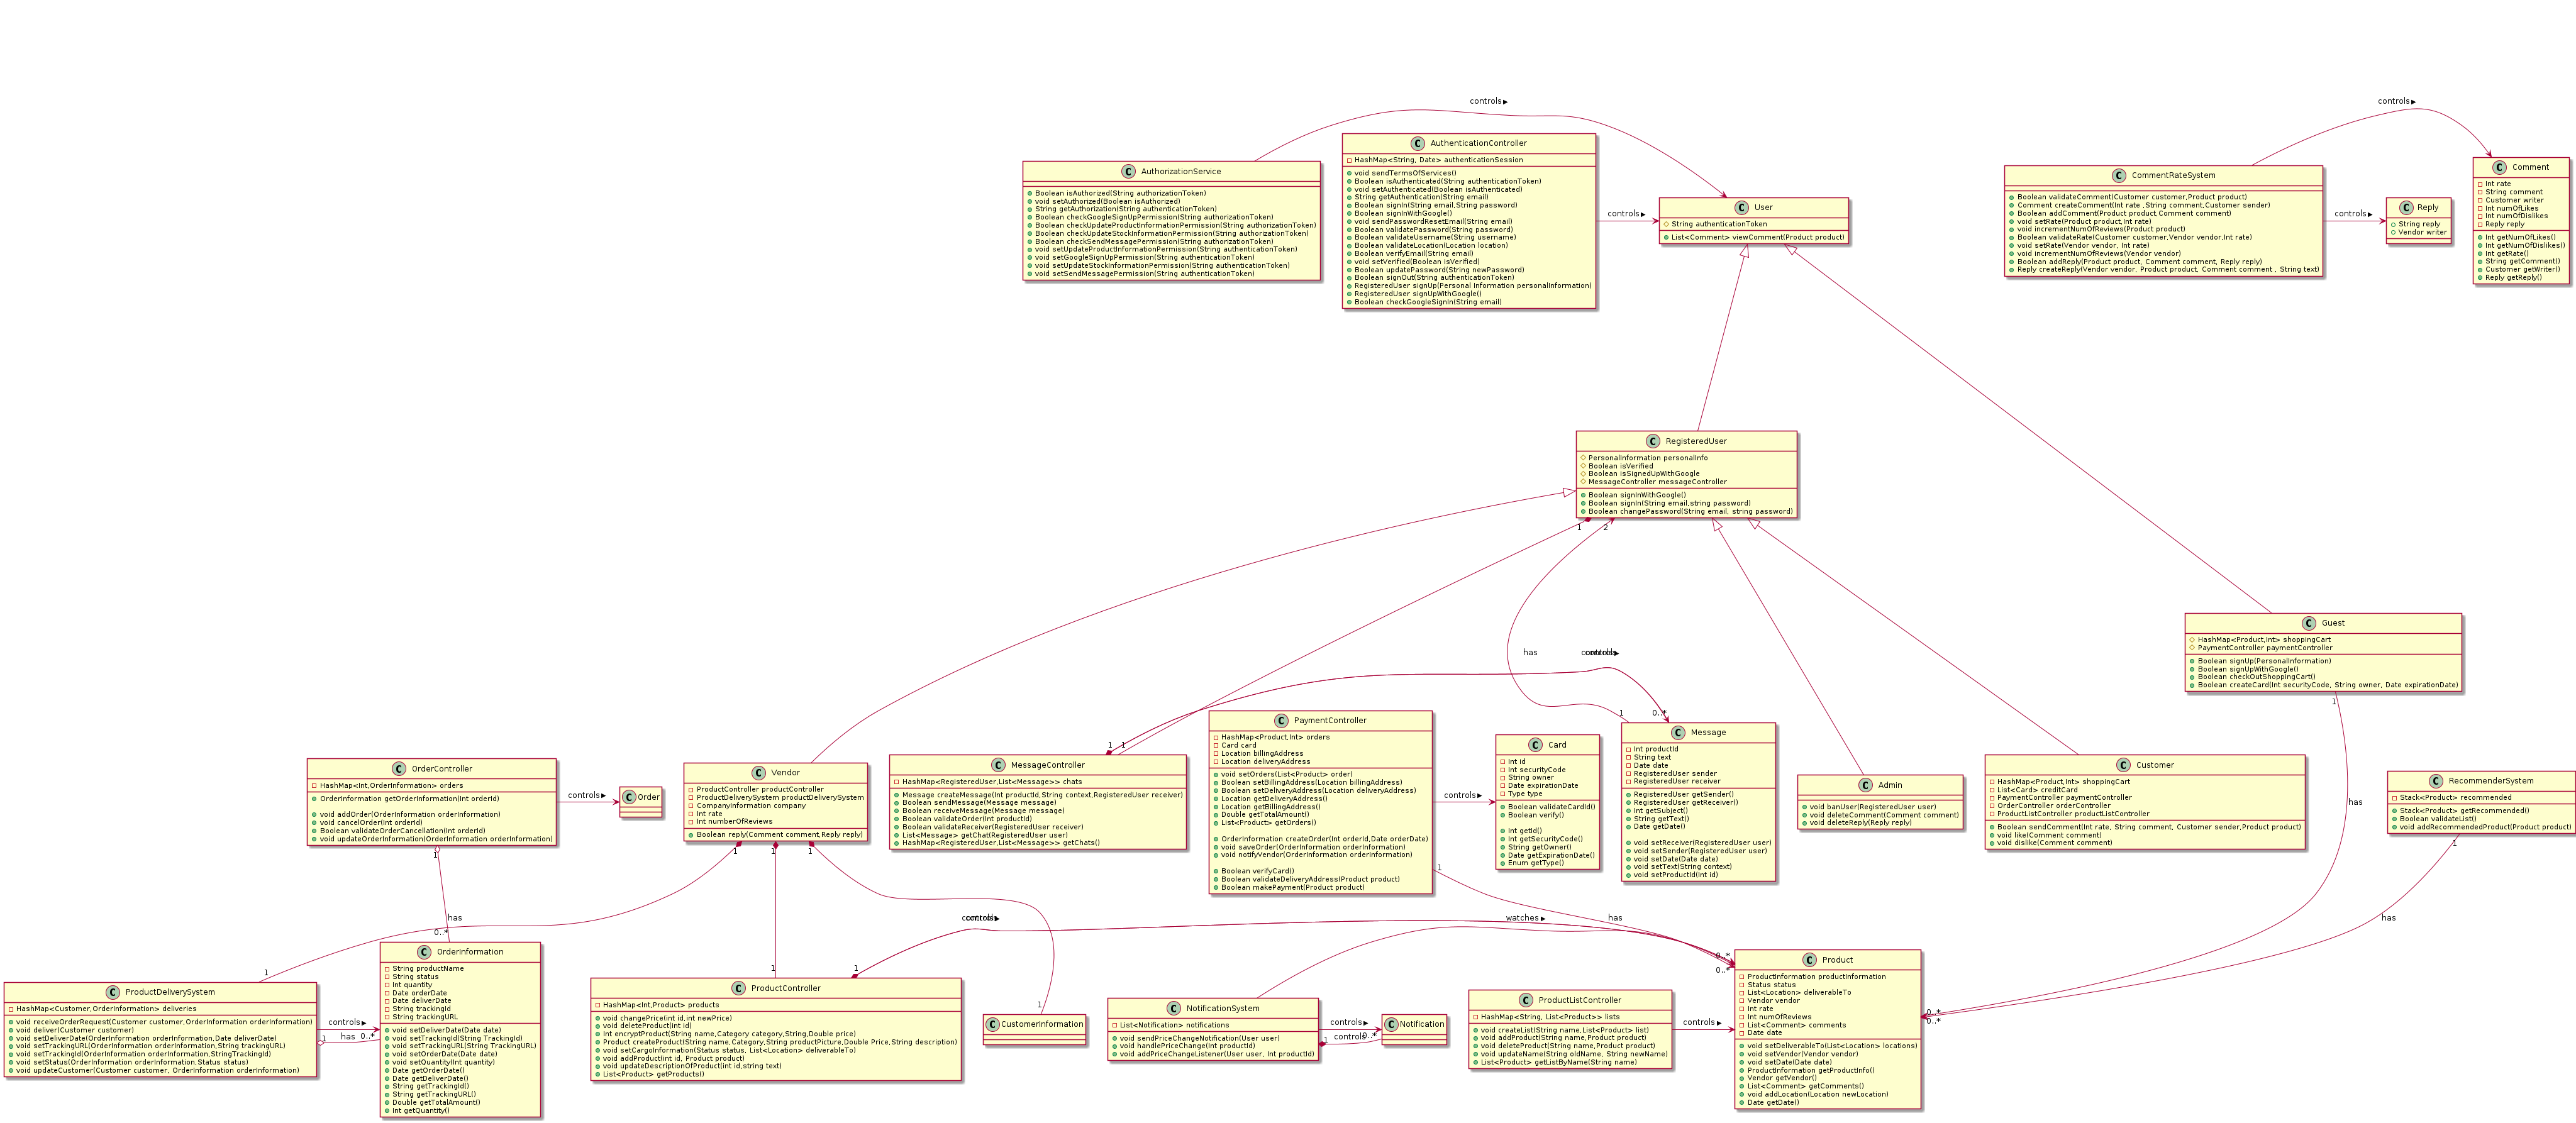 controls
controls
C AuthorizationService
Boolean isAuthorized(String authorizationToken)
void setAuthorized(Boolean isAuthorized)
String getAuthorization(String authenticationToken)
Boolean checkGoogleSignUpPermission(String authorizationToken)
Boolean checkUpdateProductInformationPermission(String authorizationToken)
Boolean checkUpdateStockInformationPermission(String authorizationToken)
Boolean checkSendMessagePermission(String authorizationToken)
void setUpdateProductInformationPermission(String authenticationToken)
void setGoogleSignUpPermission(String authenticationToken)
void setUpdateStockInformationPermission(String authenticationToken)
void setSendMessagePermission(String authenticationToken)
C AuthenticationController
HashMap<String, Date> authenticationSession
void sendTermsOfServices()
Boolean isAuthenticated(String authenticationToken)
void setAuthenticated(Boolean isAuthenticated)
String getAuthentication(String email)
Boolean signIn(String email,String password)
Boolean signInWithGoogle()
void sendPasswordResetEmail(String email)
Boolean validatePassword(String password)
Boolean validateUsername(String username)
Boolean validateLocation(Location location)
Boolean verifyEmail(String email)
void setVerified(Boolean isVerified)
Boolean updatePassword(String newPassword)
Boolean signOut(String authenticationToken)
RegisteredUser signUp(Personal Information personalInformation)
RegisteredUser signUpWithGoogle()
Boolean checkGoogleSignIn(String email)
controls
C User
String authenticationToken
List<Comment> viewComment(Product product)
C CommentRateSystem
Boolean validateComment(Customer customer,Product product)
Comment createComment(Int rate ,String comment,Customer sender)
Boolean addComment(Product product,Comment comment)
void setRate(Product product,Int rate)
void incrementNumOfReviews(Product product)
Boolean validateRate(Customer customer,Vendor vendor,Int rate)
void setRate(Vendor vendor, Int rate)
void incrementNumOfReviews(Vendor vendor)
Boolean addReply(Product product, Comment comment, Reply reply)
Reply createReply(Vendor vendor, Product product, Comment comment , String text)
controls
C Reply
String reply
Vendor writer
C Comment
Int rate
String comment
Customer writer
Int numOfLikes
Int numOfDislikes
Reply reply
Int getNumOfLikes()
Int getNumOfDislikes()
Int getRate()
String getComment()
Customer getWriter()
Reply getReply()
C RegisteredUser
PersonalInformation personalInfo
Boolean isVerified
Boolean isSignedUpWithGoogle
MessageController messageController
Boolean signInWithGoogle()
Boolean signIn(String email,string password)
Boolean changePassword(String email, string password)
1
2
C Guest
HashMap<Product,Int> shoppingCart
PaymentController paymentController
Boolean signUp(PersonalInformation)
Boolean signUpWithGoogle()
Boolean checkOutShoppingCart()
Boolean createCard(Int securityCode, String owner, Date expirationDate)
1
has
controls
1
0..*
1
1
C OrderController
HashMap<Int,OrderInformation> orders
OrderInformation getOrderInformation(Int orderId)
void addOrder(OrderInformation orderInformation)
void cancelOrder(Int orderId)
Boolean validateOrderCancellation(Int orderId)
void updateOrderInformation(OrderInformation orderInformation)
1
controls
C Order
C Vendor
ProductController productController
ProductDeliverySystem productDeliverySystem
CompanyInformation company
Int rate
Int numberOfReviews
Boolean reply(Comment comment,Reply reply)
1
1
1
C MessageController
HashMap<RegisteredUser,List<Message>> chats
Message createMessage(Int productId,String context,RegisteredUser receiver)
Boolean sendMessage(Message message)
Boolean receiveMessage(Message message)
Boolean validateOrder(Int productId)
Boolean validateReceiver(RegisteredUser receiver)
List<Message> getChat(RegisteredUser user)
HashMap<RegisteredUser,List<Message>> getChats()
C PaymentController
HashMap<Product,Int> orders
Card card
Location billingAddress
Location deliveryAddress
void setOrders(List<Product> order)
Boolean setBillingAddress(Location billingAddress)
Boolean setDeliveryAddress(Location deliveryAddress)
Location getDeliveryAddress()
Location getBillingAddress()
Double getTotalAmount()
List<Product> getOrders()
OrderInformation createOrder(Int orderId,Date orderDate)
void saveOrder(OrderInformation orderInformation)
void notifyVendor(OrderInformation orderInformation)
Boolean verifyCard()
Boolean validateDeliveryAddress(Product product)
Boolean makePayment(Product product)
1
controls
C Card
Int id
Int securityCode
String owner
Date expirationDate
Type type
Boolean validateCardId()
Boolean verify()
Int getId()
Int getSecurityCode()
String getOwner()
Date getExpirationDate()
Enum getType()
C Message
Int productId
String text
Date date
RegisteredUser sender
RegisteredUser receiver
RegisteredUser getSender()
RegisteredUser getReceiver()
Int getSubject()
String getText()
Date getDate()
void setReceiver(RegisteredUser user)
void setSender(RegisteredUser user)
void setDate(Date date)
void setText(String context)
void setProductId(Int id)
C Admin
void banUser(RegisteredUser user)
void deleteComment(Comment comment)
void deleteReply(Reply reply)
C Customer
HashMap<Product,Int> shoppingCart
List<Card> creditCard
PaymentController paymentController
OrderController orderController
ProductListController productListController
Boolean sendComment(Int rate, String comment, Customer sender,Product product)
void like(Comment comment)
void dislike(Comment comment)
has
C RecommenderSystem
Stack<Product> recommended
Stack<Product> getRecommended()
Boolean validateList()
void addRecommendedProduct(Product product)
1
has
controls
watches
has
has
0..*
1
C ProductDeliverySystem
HashMap<Customer,OrderInformation> deliveries
void receiveOrderRequest(Customer customer,OrderInformation orderInformation)
void deliver(Customer customer)
void setDeliverDate(OrderInformation orderInformation,Date deliverDate)
void setTrackingURL(OrderInformation orderInformation,String trackingURL)
void setTrackingId(OrderInformation orderInformation,StringTrackingId)
void setStatus(OrderInformation orderInformation,Status status)
void updateCustomer(Customer customer, OrderInformation orderInformation)
controls
1 has 0..*
C OrderInformation
String productName
String status
Int quantity
Date orderDate
Date deliverDate
String trackingId
String trackingURL
void setDeliverDate(Date date)
void setTrackingId(String TrackingId)
void setTrackingURL(String TrackingURL)
void setOrderDate(Date date)
void setQuantity(Int quantity)
Date getOrderDate()
Date getDeliverDate()
String getTrackingId()
String getTrackingURL()
Double getTotalAmount()
Int getQuantity()
1
1
C ProductController
HashMap<Int,Product> products
void changePrice(int id,int newPrice)
void deleteProduct(int id)
Int encryptProduct(String name,Category category,String,Double price)
Product createProduct(String name,Category,String productPicture,Double Price,String description)
void setCargoInformation(Status status, List<Location> deliverableTo)
void addProduct(int id, Product product)
void updateDescriptionOfProduct(int id,string text)
List<Product> getProducts()
1
C CustomerInformation
C NotificationSystem
List<Notification> notifications
void sendPriceChangeNotification(User user)
void handlePriceChange(Int productId)
void addPriceChangeListener(User user, Int productId)
controls
1 controls 0..*
C Notification
C ProductListController
HashMap<String, List<Product>> lists
void createList(String name,List<Product> list)
void addProduct(String name,Product product)
void deleteProduct(String name,Product product)
void updateName(String oldName, String newName)
List<Product> getListByName(String name)
controls
0..*
0..*
C Product
ProductInformation productInformation
Status status
List<Location> deliverableTo
Vendor vendor
Int rate
Int numOfReviews
List<Comment> comments
Date date
void setDeliverableTo(List<Location> locations)
void setVendor(Vendor vendor)
void setDate(Date date)
ProductInformation getProductInfo()
Vendor getVendor()
List<Comment> getComments()
void addLocation(Location newLocation)
Date getDate()
0..*
0..*